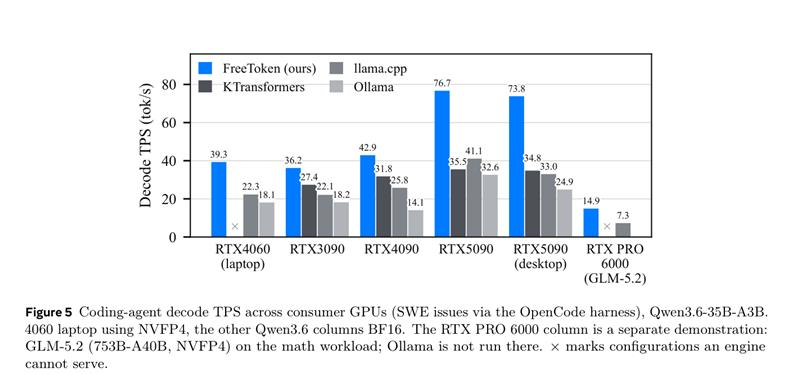 FreeToken (ours)
llama.cpp
KTransformers
Ollama
Decode TPS (tok/s)
80
60
40
20
0
39.3
×
22.3
18.1
36.2
27.4
22.1
18.2
42.9
31.8
25.8
14.1
76.7
35.5
41.1
32.6
73.8
34.8
33.0
24.9
14.9
×
7.3
RTX4060
(laptop)
RTX3090
RTX4090
RTX5090
RTX5090
(desktop)
RTX PRO
6000
(GLM-5.2)
Figure 5 Coding-agent decode TPS across consumer GPUs (SWE issues via the OpenCode harness), Qwen3.6-35B-A3B.
4060 laptop using NVFP4, the other Qwen3.6 columns BF16. The RTX PRO 6000 column is a separate demonstration:
GLM-5.2 (753B-A40B, NVFP4) on the math workload; Ollama is not run there. × marks configurations an engine
cannot serve.